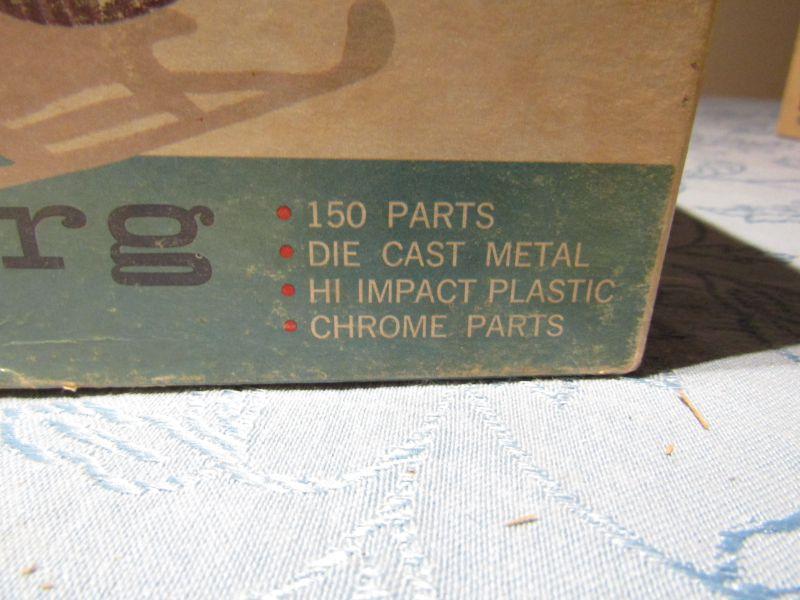 rg
150 PARTS
DIE CAST METAL
HI IMPACT PLASTIC
CHROME PARTS